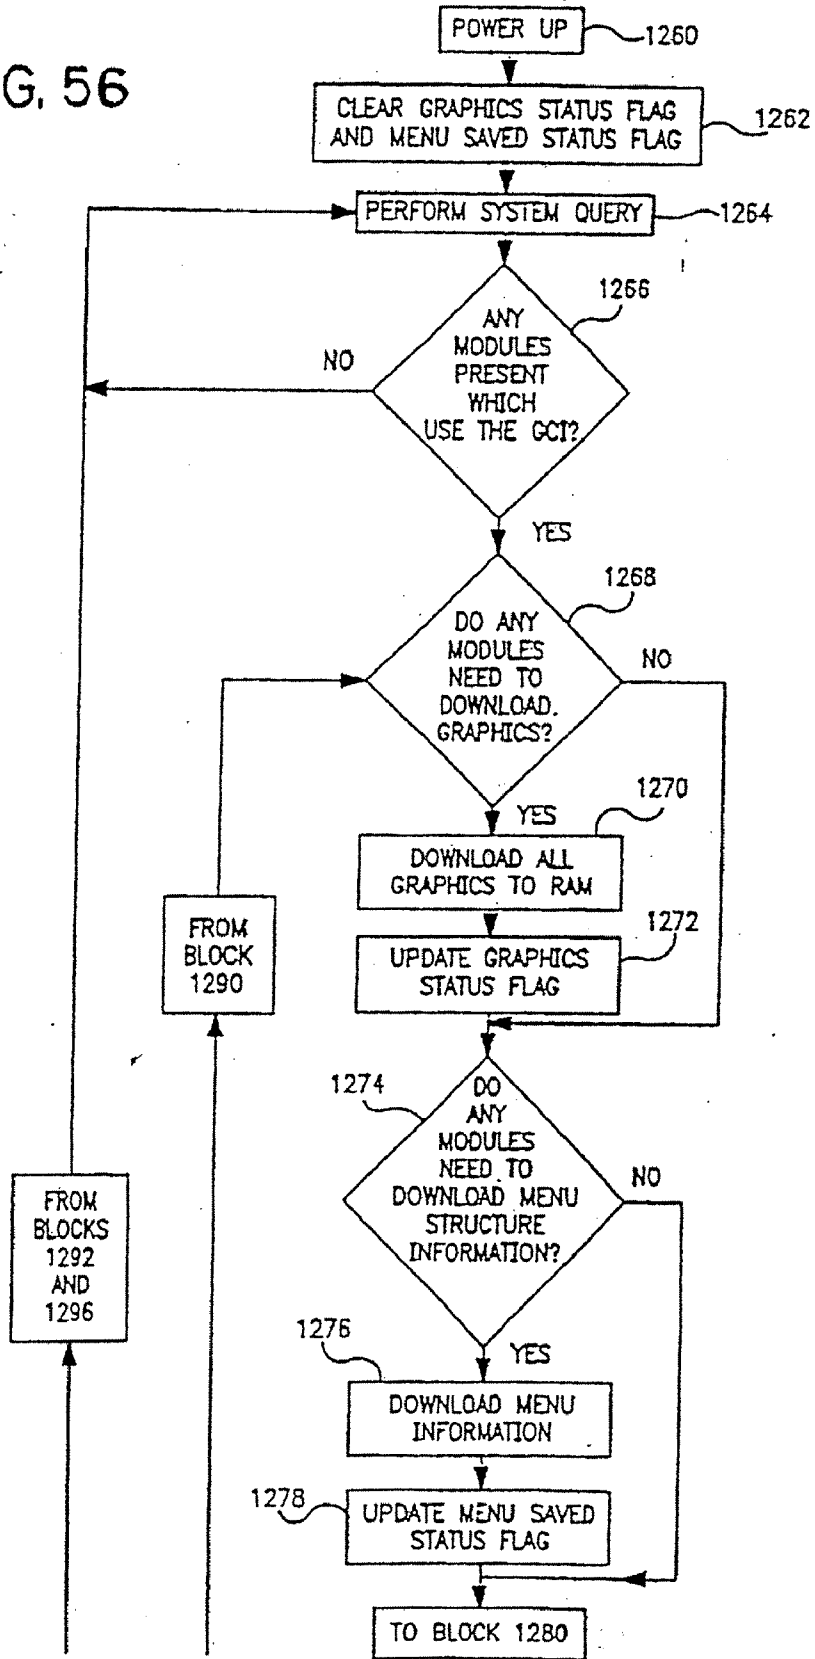 G. 56
POWER UP
1260
CLEAR GRAPHICS STATUS FLAG
AND MENU SAVED STATUS FLAG
1262
PERFORM SYSTEM QUERY
1264
1266
ANY
MODULES
PRESENT
WHICH
USE THE GCI?
NO
YES
1268
DO ANY
MODULES
NEED TO
DOWNLOAD.
GRAPHICS?
NO
YES
1270
DOWNLOAD ALL
GRAPHICS TO RAM
FROM
BLOCK
1290
1272
UPDATE GRAPHICS
STATUS FLAG
1274
DO
ANY
MODULES
NEED TO
DOWNLOAD MENU
STRUCTURE
INFORMATION?
NO
FROM
BLOCKS
1292
AND
1296
YES
1276
DOWNLOAD MENU
INFORMATION
1278
UPDATE MENU SAVED
STATUS FLAG
TO BLOCK 1280